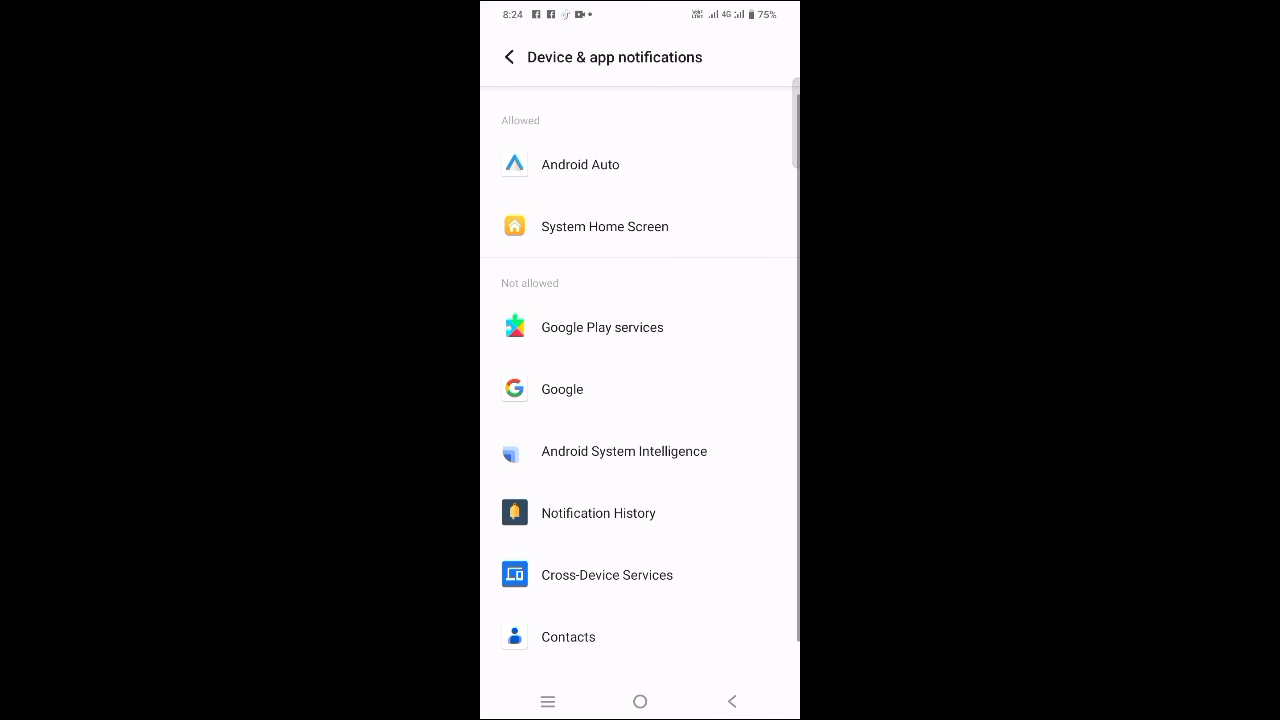 8:24 4G 75%
Device & app notifications
Allowed
Android Auto
System Home Screen
Not allowed
Google Play services
Google
Android System Intelligence
Notification History
Cross-Device Services
Contacts